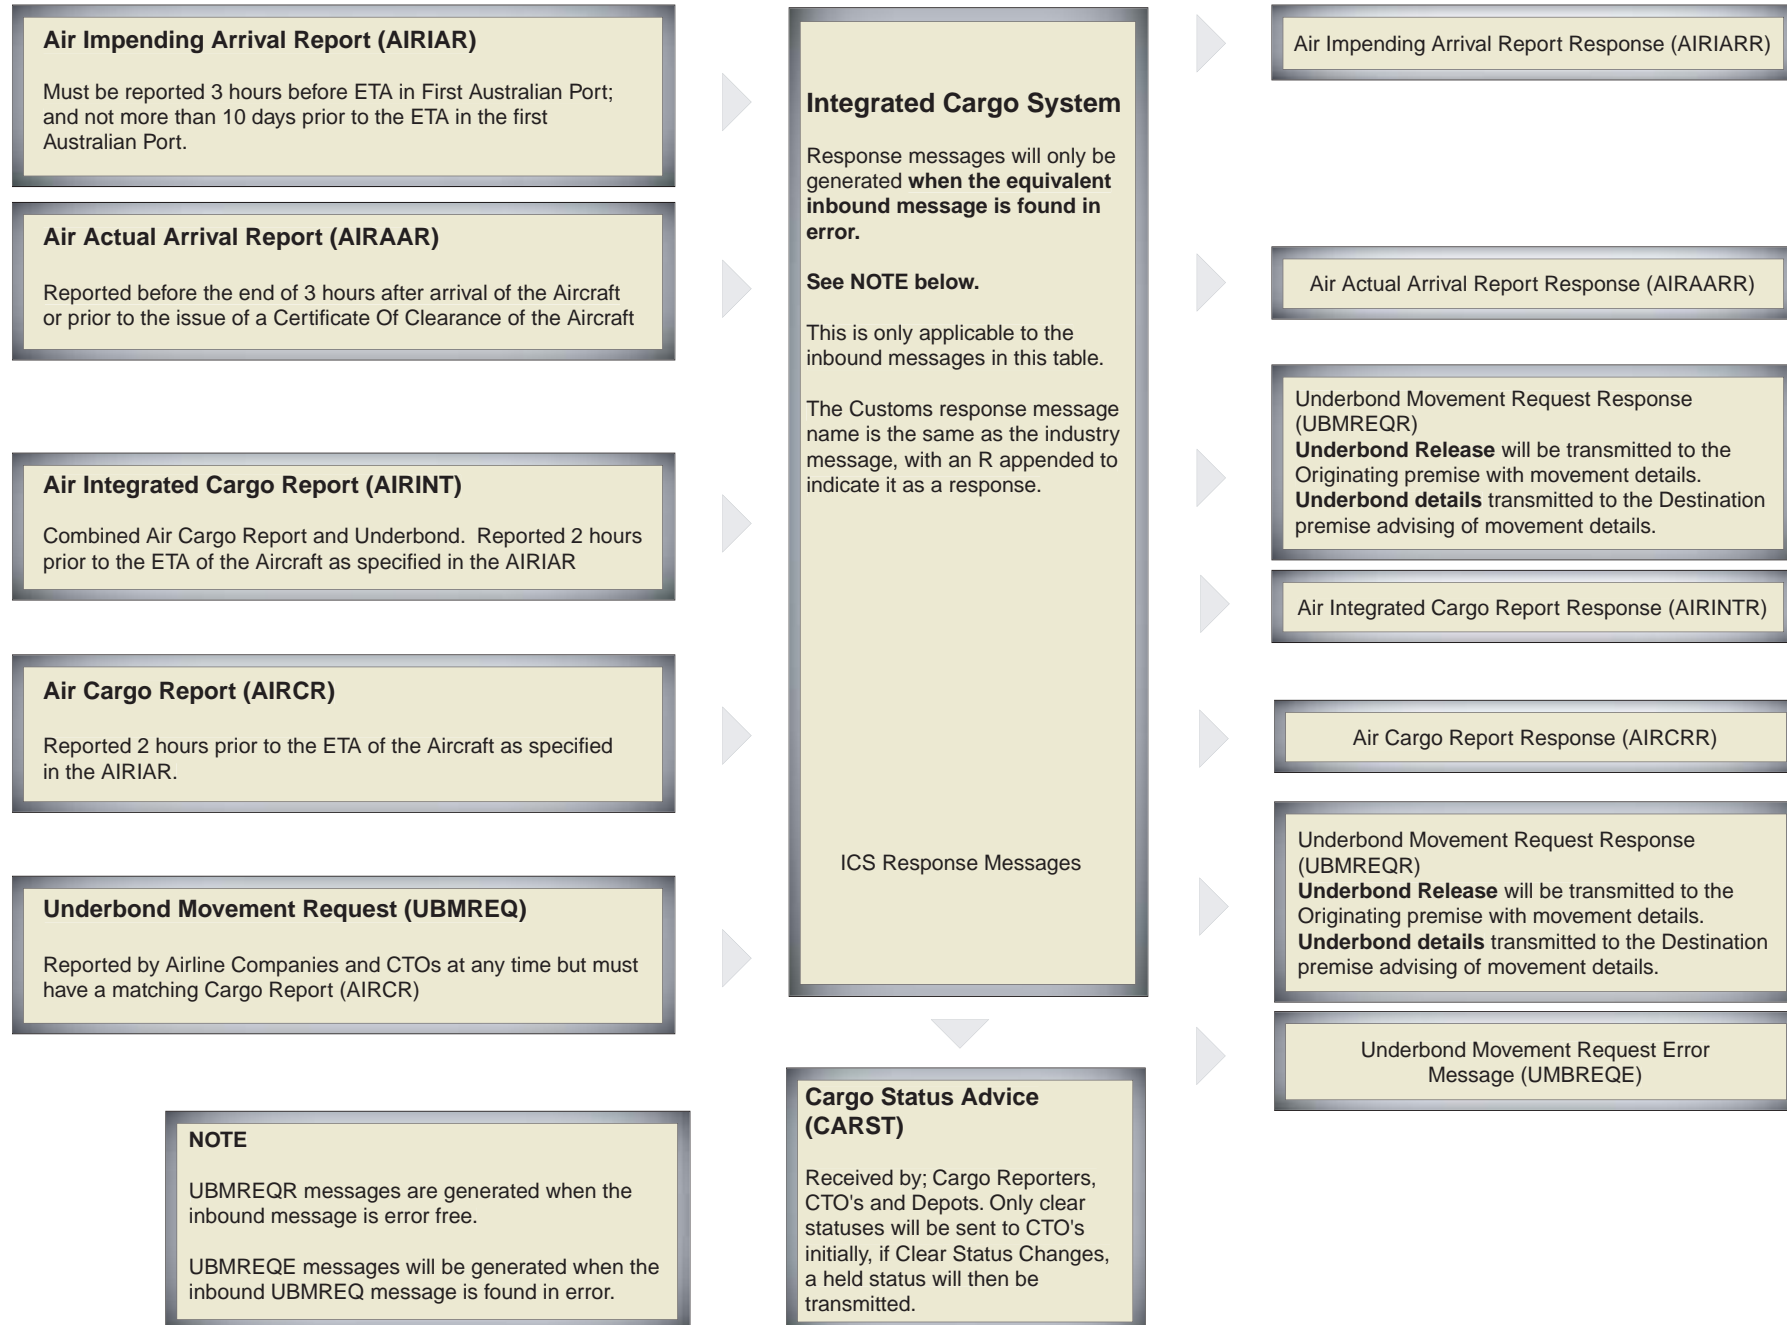 Air Impending Arrival Report (AIRIAR)
Must be reported 3 hours before ETA in First Australian Port;
and not more than 10 days prior to the ETA in the first
Australian Port.
Air Actual Arrival Report (AIRAAR)
Reported before the end of 3 hours after arrival of the Aircraft
or prior to the issue of a Certificate Of Clearance of the Aircraft
Air Integrated Cargo Report (AIRINT)
Combined Air Cargo Report and Underbond.  Reported 2 hours
prior to the ETA of the Aircraft as specified in the AIRIAR
Air Cargo Report (AIRCR)
Reported 2 hours prior to the ETA of the Aircraft as specified
in the AIRIAR.
Underbond Movement Request (UBMREQ)
Reported by Airline Companies and CTOs at any time but must
have a matching Cargo Report (AIRCR)
NOTE
UBMREQR messages are generated when the
inbound message is error free.
UBMREQE messages will be generated when the
inbound UBMREQ message is found in error.
Integrated Cargo System
Response messages will only be
generated when the equivalent
inbound message is found in
error.
See NOTE below.
This is only applicable to the
inbound messages in this table.
The Customs response message
name is the same as the industry
message, with an R appended to
indicate it as a response.
ICS Response Messages
Cargo Status Advice
(CARST)
Received by; Cargo Reporters,
CTO's and Depots. Only clear
statuses will be sent to CTO's
initially, if Clear Status Changes,
a held status will then be
transmitted.
Air Impending Arrival Report Response (AIRIARR)
Air Actual Arrival Report Response (AIRAARR)
Underbond Movement Request Response
(UBMREQR)
Underbond Release will be transmitted to the
Originating premise with movement details.
Underbond details transmitted to the Destination
premise advising of movement details.
Air Integrated Cargo Report Response (AIRINTR)
Air Cargo Report Response (AIRCRR)
Underbond Movement Request Response
(UBMREQR)
Underbond Release will be transmitted to the
Originating premise with movement details.
Underbond details transmitted to the Destination
premise advising of movement details.
Underbond Movement Request Error
Message (UMBREQE)